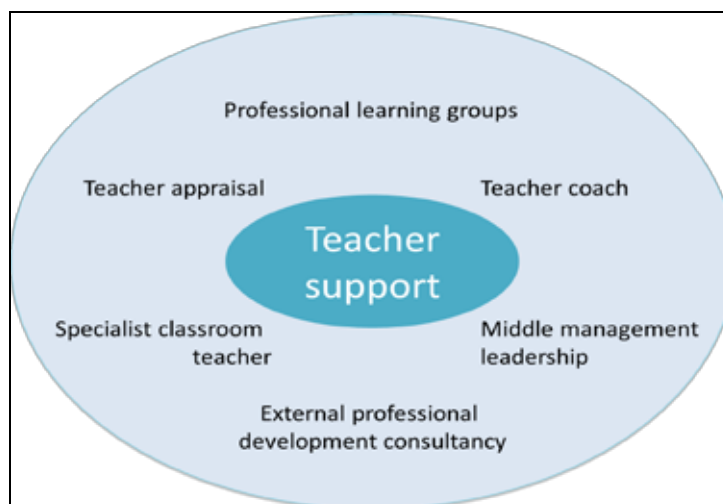 Professional learning groups
Teacher appraisal
Teacher coach
Teacher
support
Specialist classroom
teacher
Middle management
leadership
External professional
development consultancy